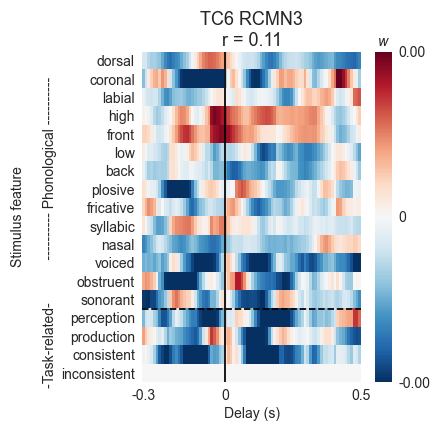 TC6 RCMN3
r = 0.11
w
0.00
0
-0.00
Stimulus feature
-Task-related- ---------- Phonological ----------
dorsal
coronal
labial
high
front
low
back
plosive
fricative
syllabic
nasal
voiced
obstruent
sonorant
perception
production
consistent
inconsistent
-0.3
0
0.5
Delay (s)